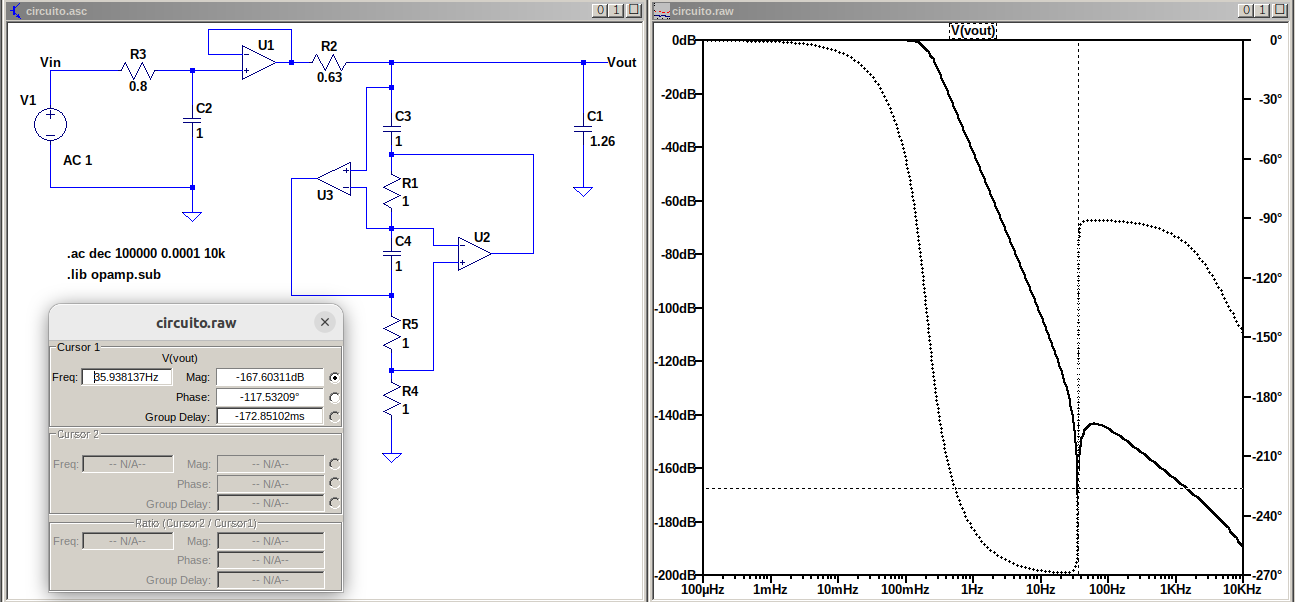 circuito.asc
0 1
circuito.raw
0 1
Vin
R3
0.8
U1
R2
0.63
Vout
V1
C2
1
AC 1
C3
1
C1
1.26
U3
R1
1
C4
1
U2
R5
1
R4
1
.ac dec 100000 0.0001 10k
.lib opamp.sub
circuito.raw
Cursor 1
V(vout)
Freq: 35.938137Hz Mag: -167.60311dB
Phase: -117.53209°
Group Delay: -172.85102ms
Cursor 2
Freq: -- N/A-- Mag: -- N/A--
Phase: -- N/A--
Group Delay: -- N/A--
Ratio (Cursor2 / Cursor1)
Freq: -- N/A-- Mag: -- N/A--
Phase: -- N/A--
Group Delay: -- N/A--
V(vout)
0dB
-20dB
-40dB
-60dB
-80dB
-100dB
-120dB
-140dB
-160dB
-180dB
-200dB
0°
-30°
-60°
-90°
-120°
-150°
-180°
-210°
-240°
-270°
100µHz 1mHz 10mHz 100mHz 1Hz 10Hz 100Hz 1KHz 10KHz